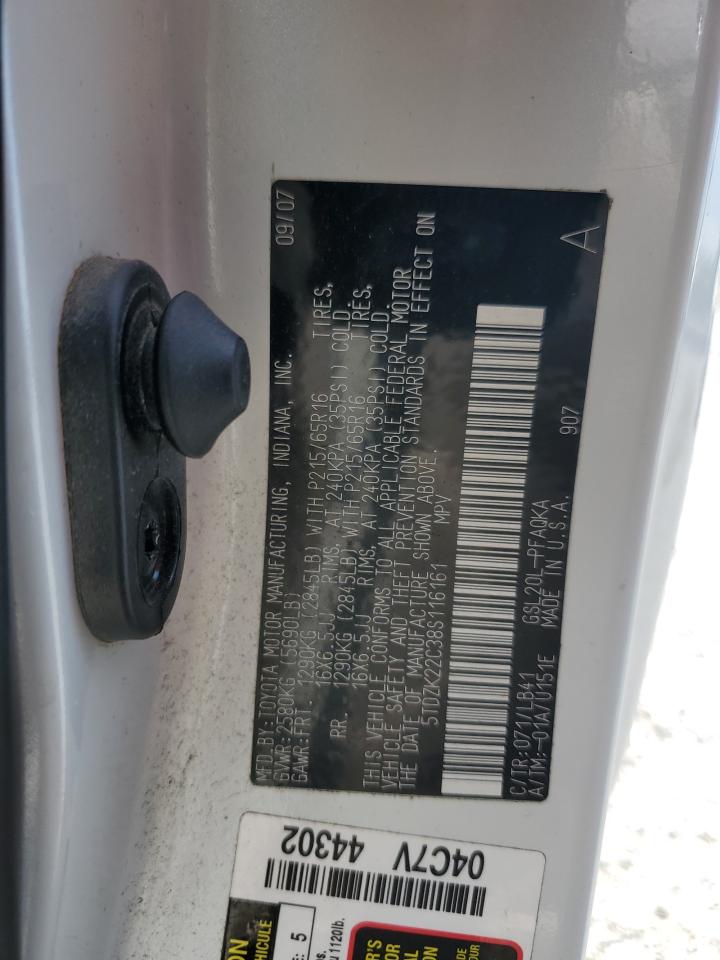 MFD.BY:TOYOTA MOTOR MANUFACTURING, INDIANA, INC. 09/07
GVWR:2580KG (5690LB)
GAWR:FRT. 1290KG (2845LB) WITH P215/65R16 TIRES,
16X6.5JJ RIMS, AT 240KPA (35PSI) COLD.
RR. 1290KG (2845LB) WITH P215/65R16 TIRES,
16X6.5JJ RIMS, AT 240KPA (35PSI) COLD.
THIS VEHICLE CONFORMS TO ALL APPLICABLE FEDERAL MOTOR
VEHICLE SAFETY AND THEFT PREVENTION STANDARDS IN EFFECT ON
THE DATE OF MANUFACTURE SHOWN ABOVE.
5TDZK22C38S116161 MPV
C/TR:071/LB41 GSL20L-PFAQKA 907 A
A/TM:-01A/U151E MADE IN U.S.A.
44302
04C7V
ON
VÉHICULE
5
1120lb.